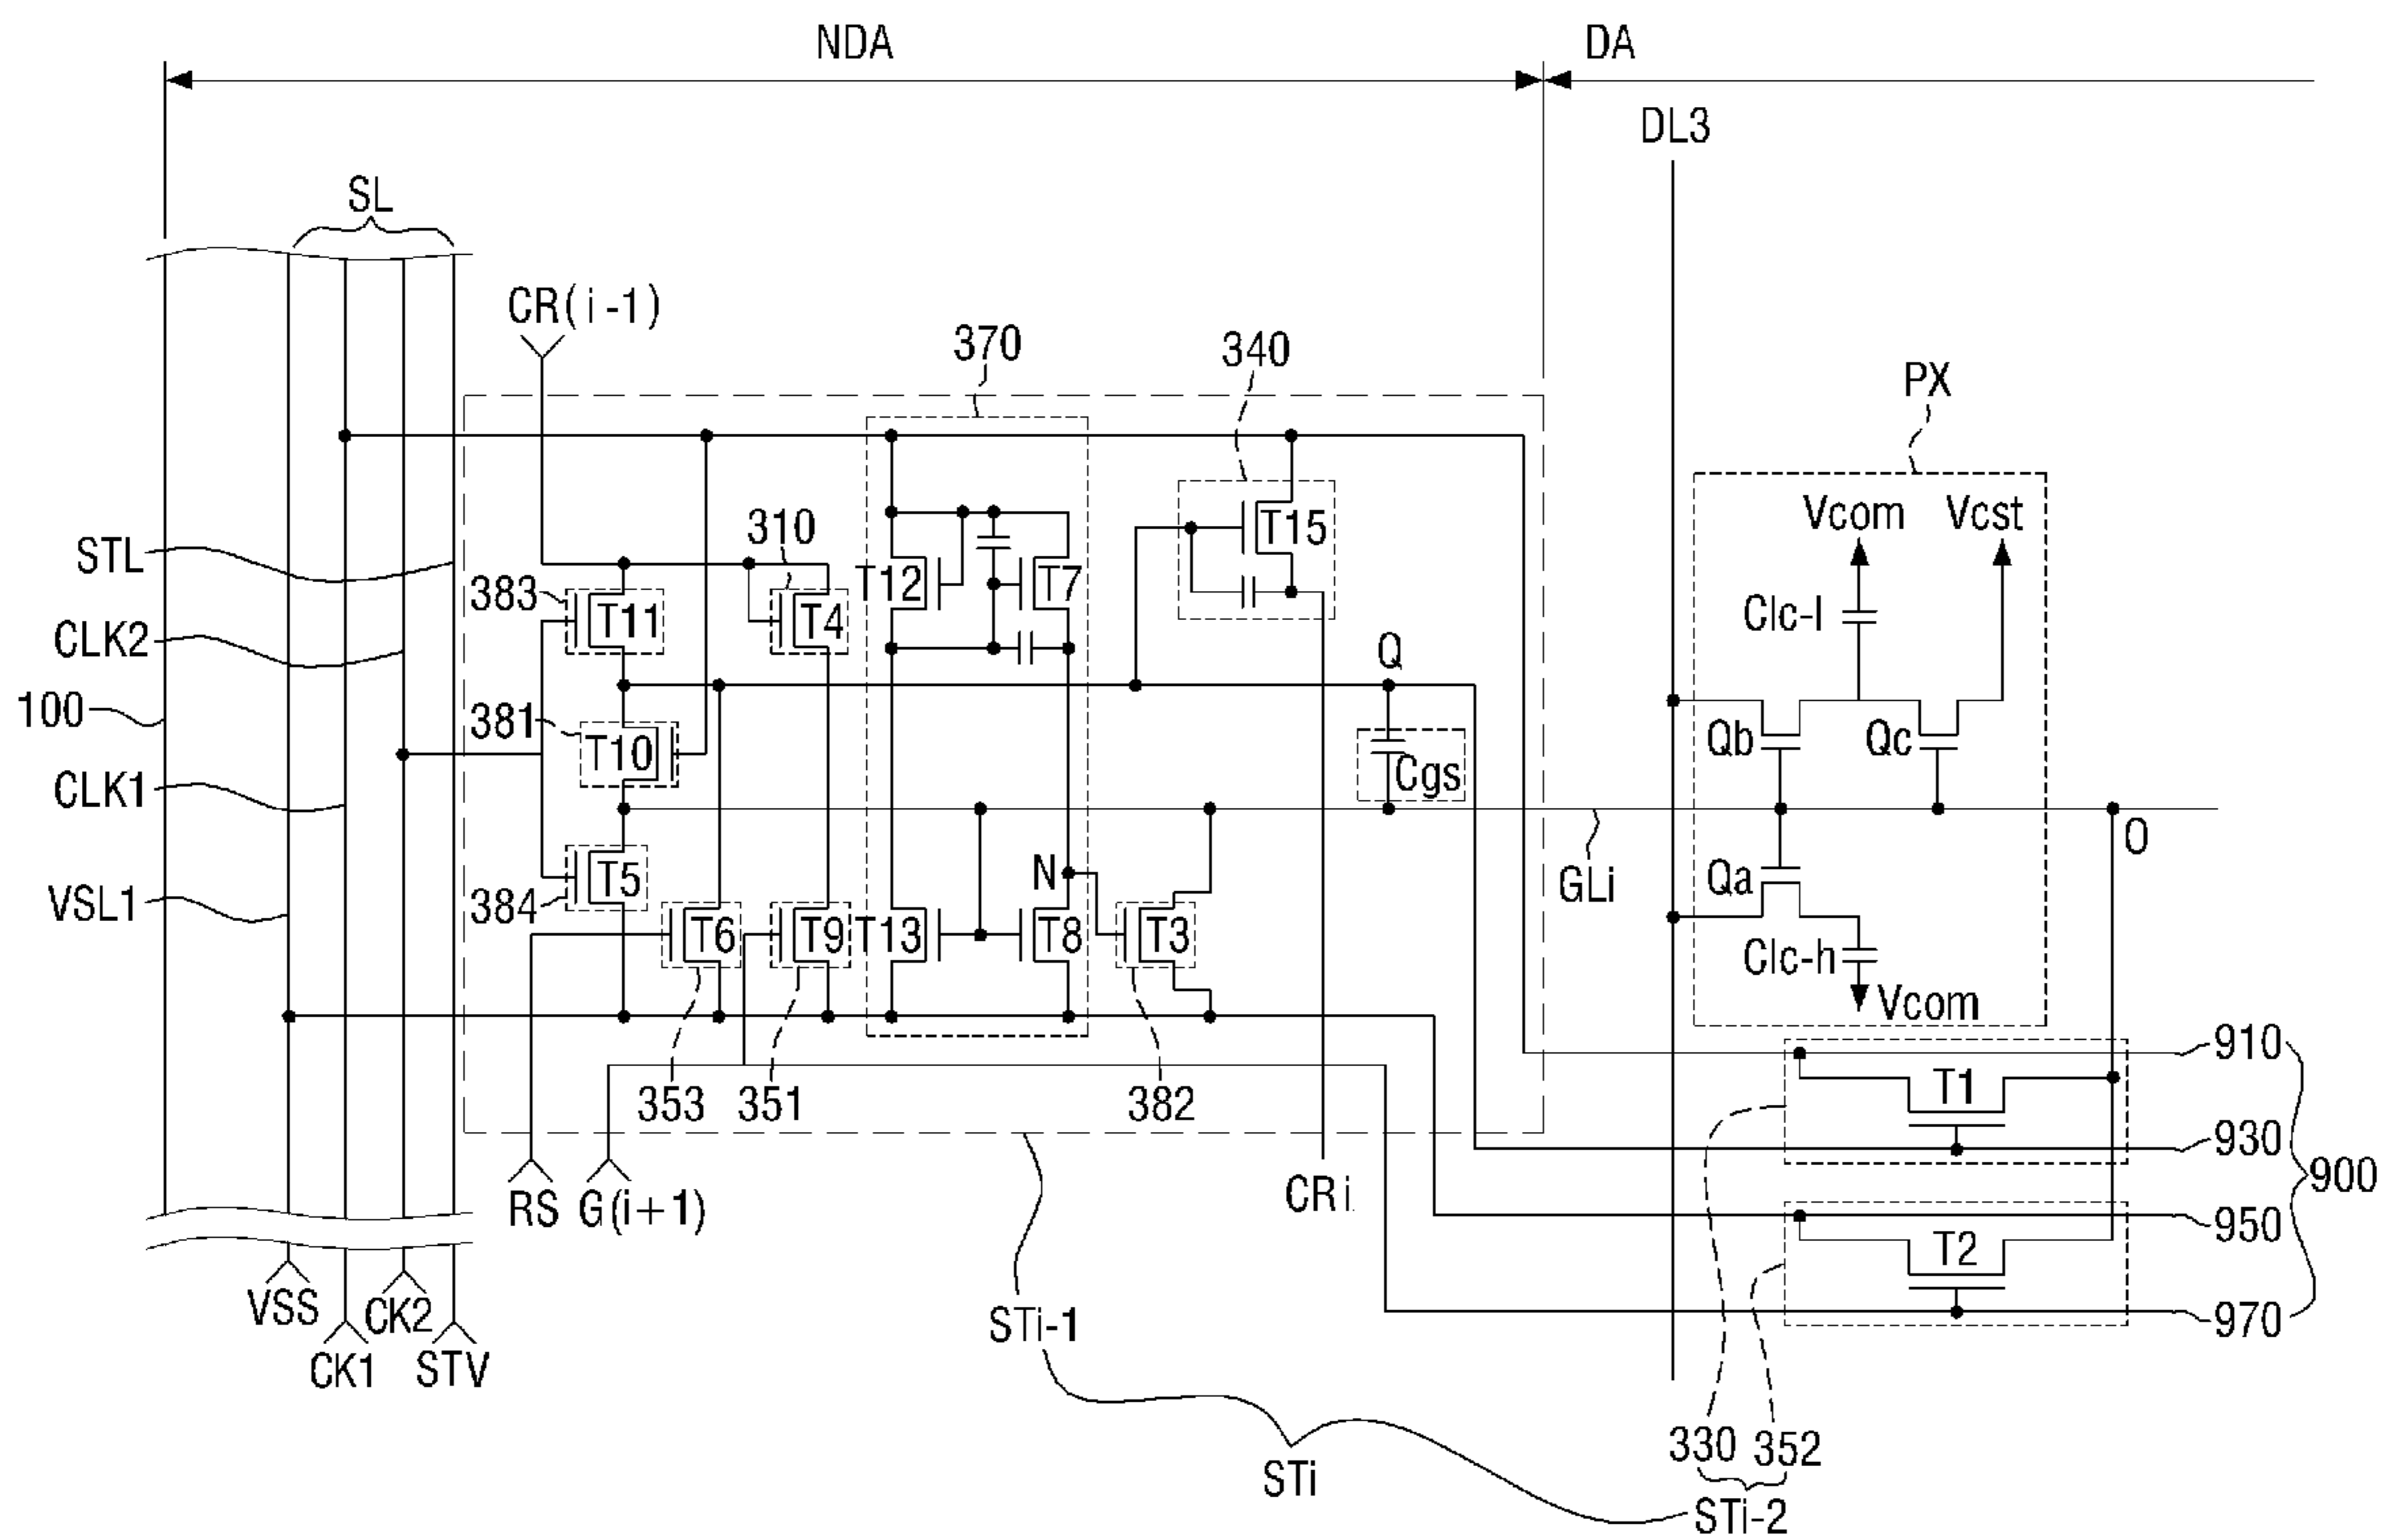 NDA
DA
DL3
SL
CR(i-1)
370
340
PX
Vcom
Vcst
STL
310
T12
T7
T15
383
T11
T4
Clc-l
CLK2
Q
100
381
T10
Qb
Qc
Cgs
CLK1
O
N
T5
GLi
Qa
VSL1
384
T6
T9
T13
T8
T3
Clc-h
Vcom
910
353
351
382
T1
930
900
RS
G(i+1)
CRi
950
T2
VSS
CK2
970
STi-1
CK1
STV
330
352
STi
STi-2